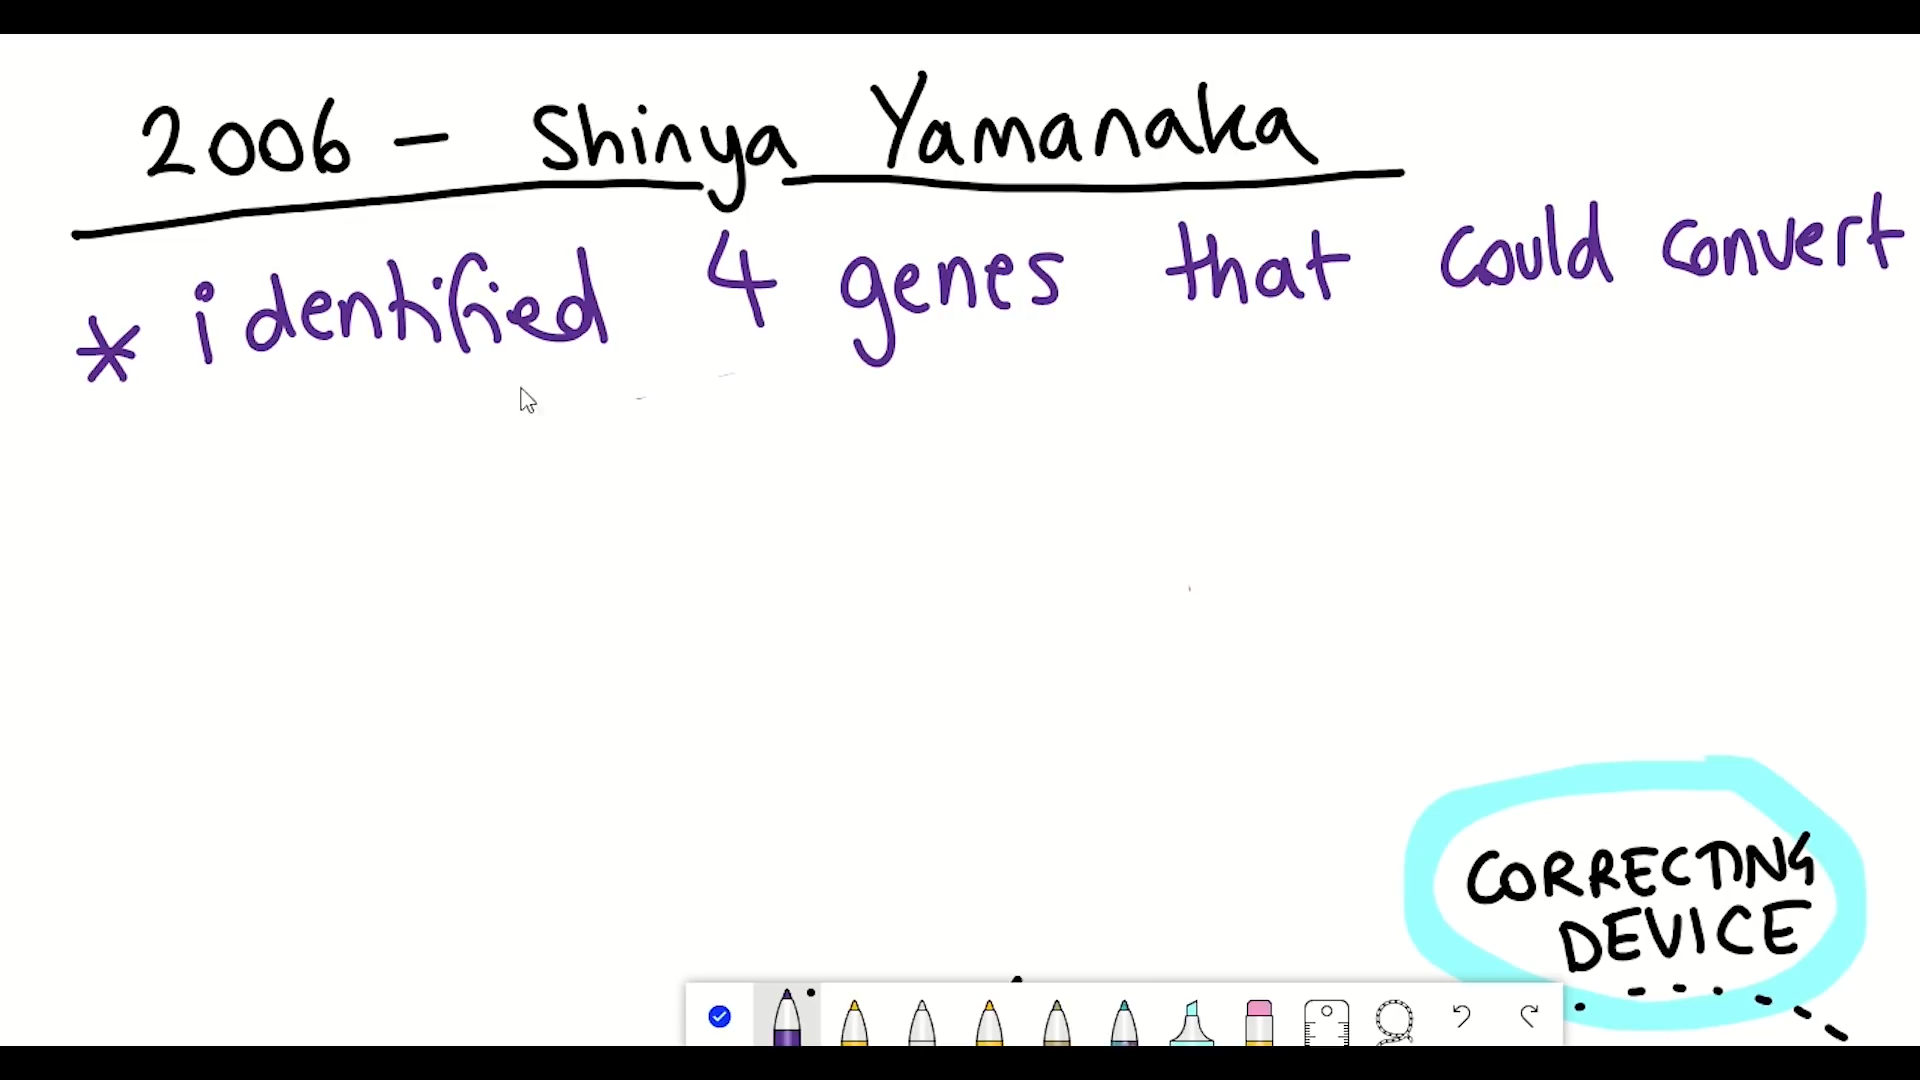 2006 - Shinya Yamanaka
* identified 4 genes that could convert
CORRECTING
DEVICE